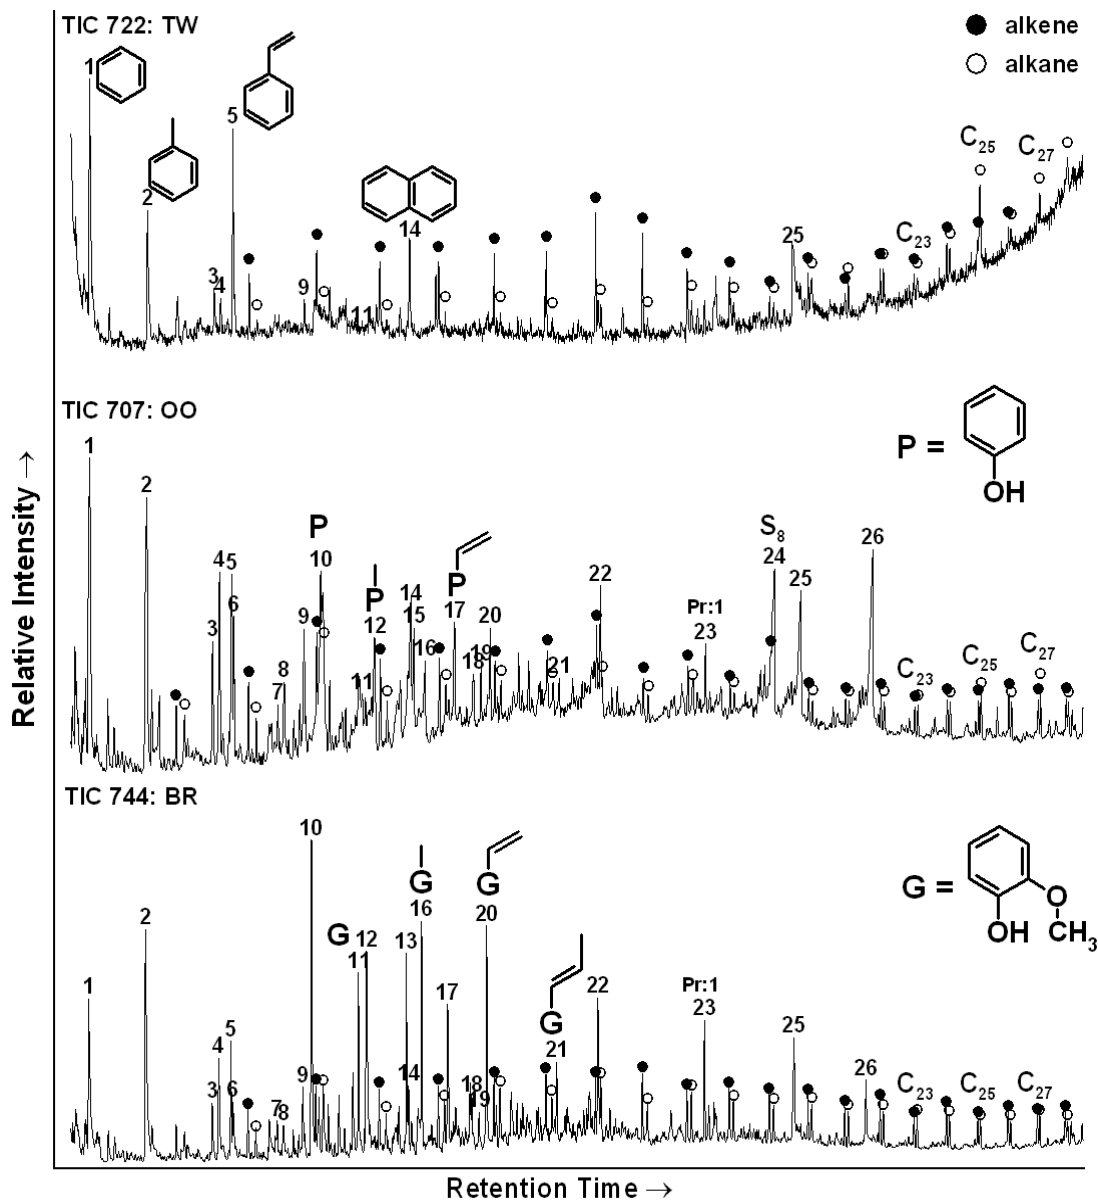 TIC 722: TW
alkene
alkane
1
2
3
4
5
9
11
14
25
C23
C25
C27
TIC 707: OO
P =
OH
1
2
3
4
5
6
7
8
9
P
10
11
P
12
14
15
16
P
17
18
19
20
21
22
Pr:1
23
S8
24
25
26
C23
C25
C27
TIC 744: BR
G =
O
OH
CH3
1
2
3
4
5
6
7
8
9
10
G
11
12
13
14
G
16
17
18
9
G
20
G
21
22
Pr:1
23
25
26
C23
C25
C27
Relative Intensity →
Retention Time →